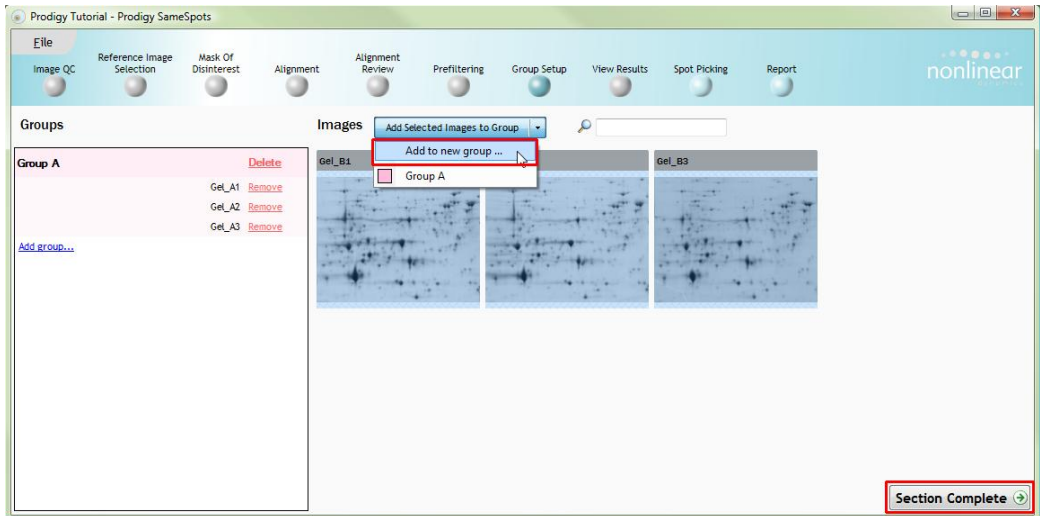 Prodigy Tutorial - Prodigy SameSpots
File
Image QC
Reference Image
Selection
Mask Of
Disinterest
Alignment
Alignment
Review
Prefiltering
Group Setup
View Results
Spot Picking
Report
nonlinear
Groups
Images
Add Selected Images to Group
Add to new group ...
Group A
Group A
Delete
Gel_A1 Remove
Gel_A2 Remove
Gel_A3 Remove
Add group...
Gel_B1
Gel_B3
Section Complete